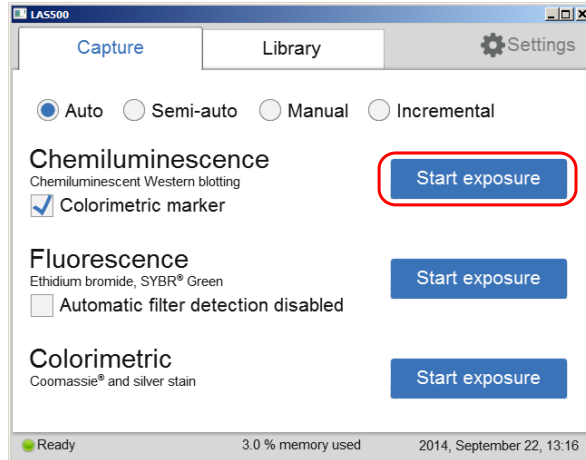 LAS500
Capture
Library
Settings
Auto
Semi-auto
Manual
Incremental
Chemiluminescence
Chemiluminescent Western blotting
Colorimetric marker
Start exposure
Fluorescence
Ethidium bromide, SYBR® Green
Automatic filter detection disabled
Start exposure
Colorimetric
Coomassie® and silver stain
Start exposure
Ready
3.0 % memory used
2014, September 22, 13:16